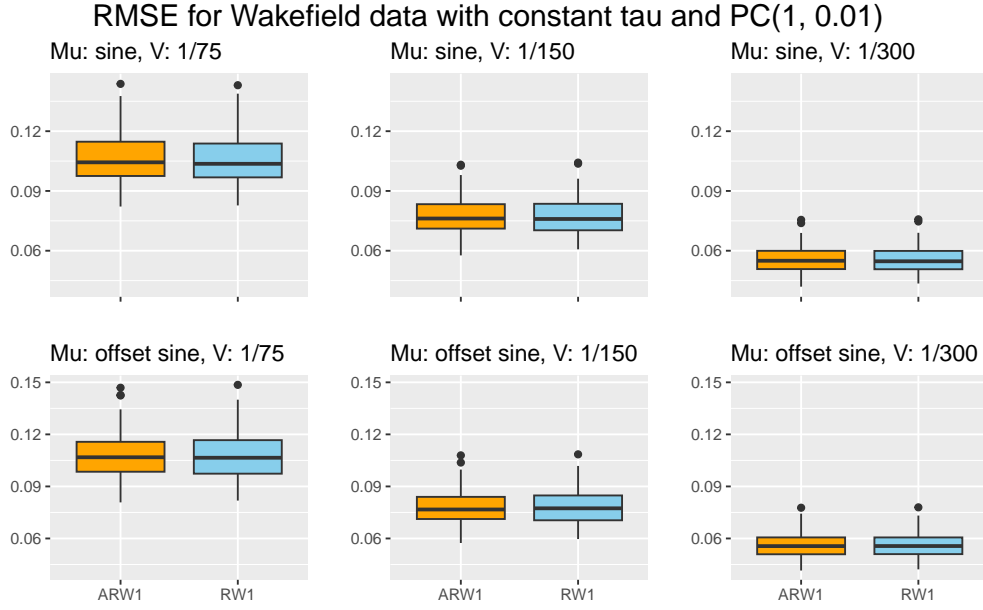 RMSE for Wakefield data with constant tau and PC(1, 0.01)
Mu: sine, V: 1/75
Mu: sine, V: 1/150
Mu: sine, V: 1/300
0.12
0.09
0.06
0.12
0.09
0.06
0.12
0.09
0.06
Mu: offset sine, V: 1/75
Mu: offset sine, V: 1/150
Mu: offset sine, V: 1/300
0.15
0.12
0.09
0.06
0.15
0.12
0.09
0.06
0.15
0.12
0.09
0.06
ARW1 RW1
ARW1 RW1
ARW1 RW1